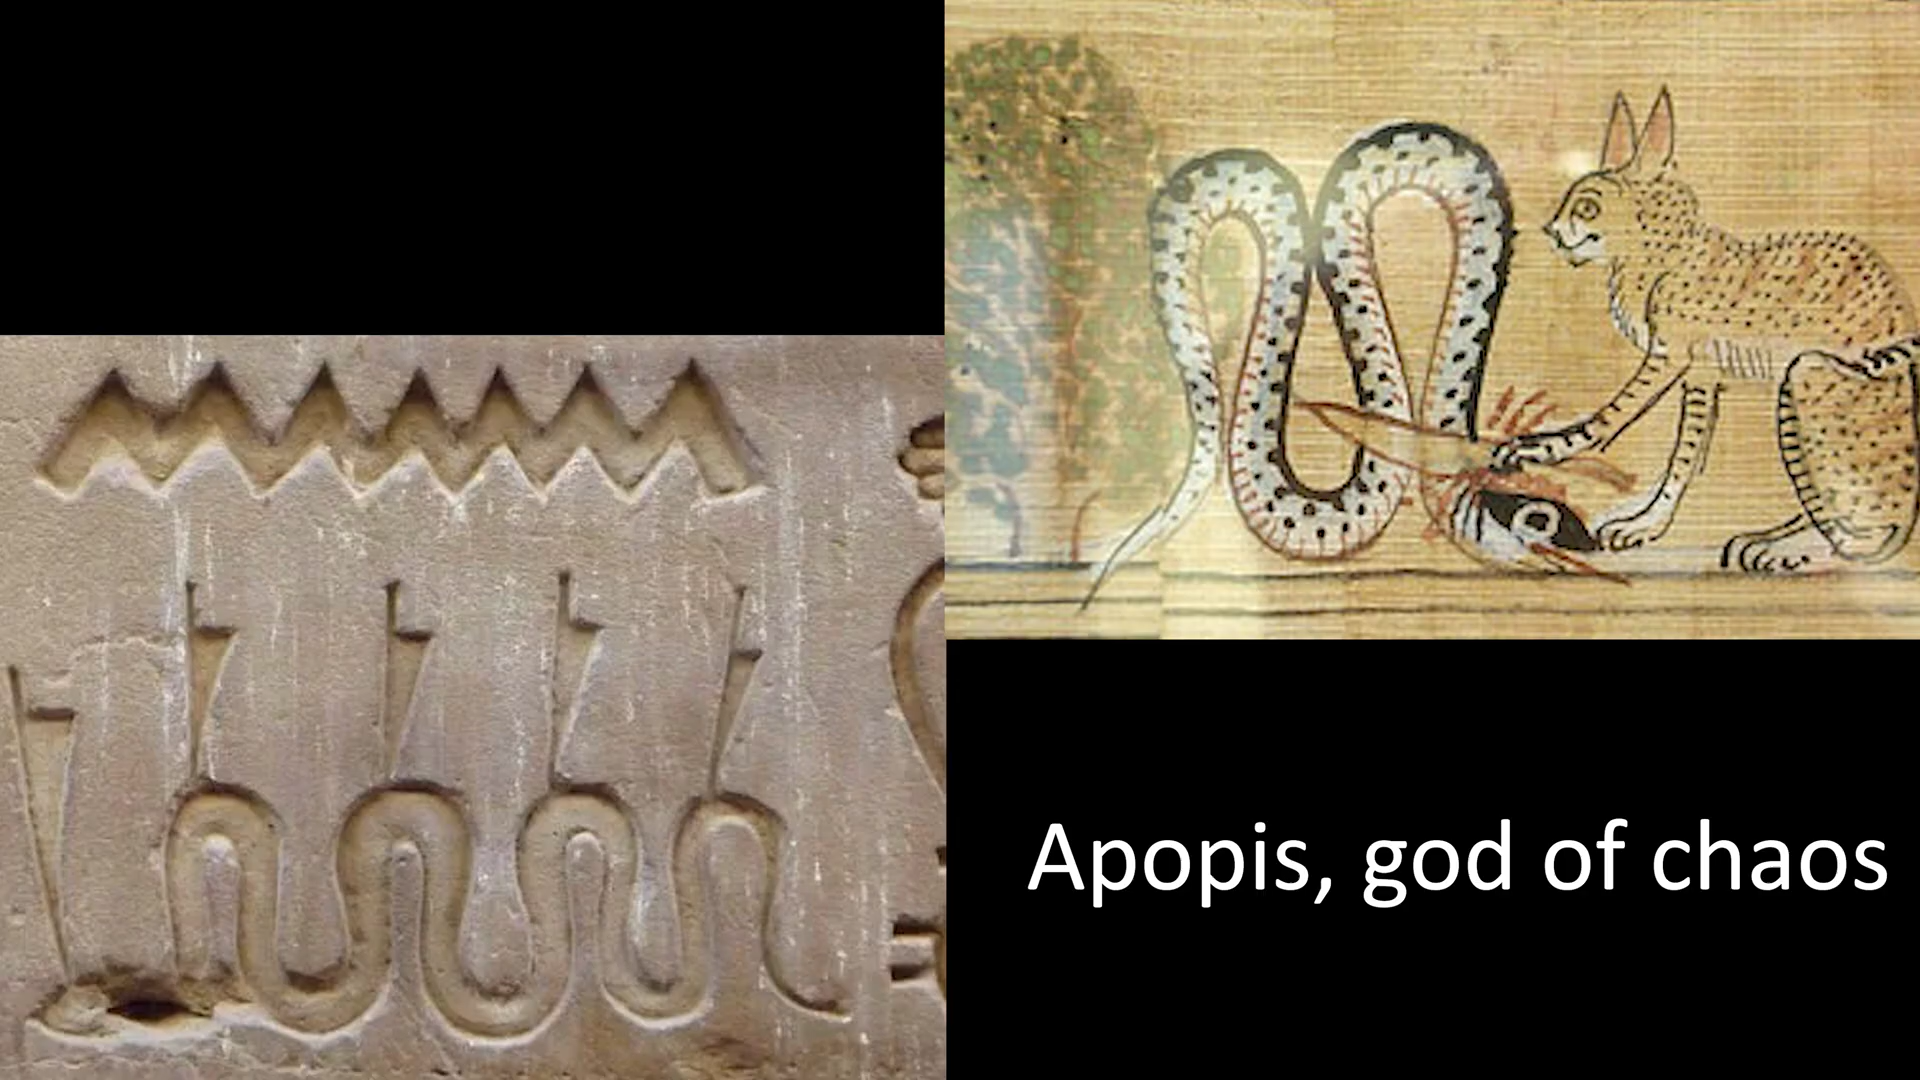 𓈖
Apopis, god of chaos